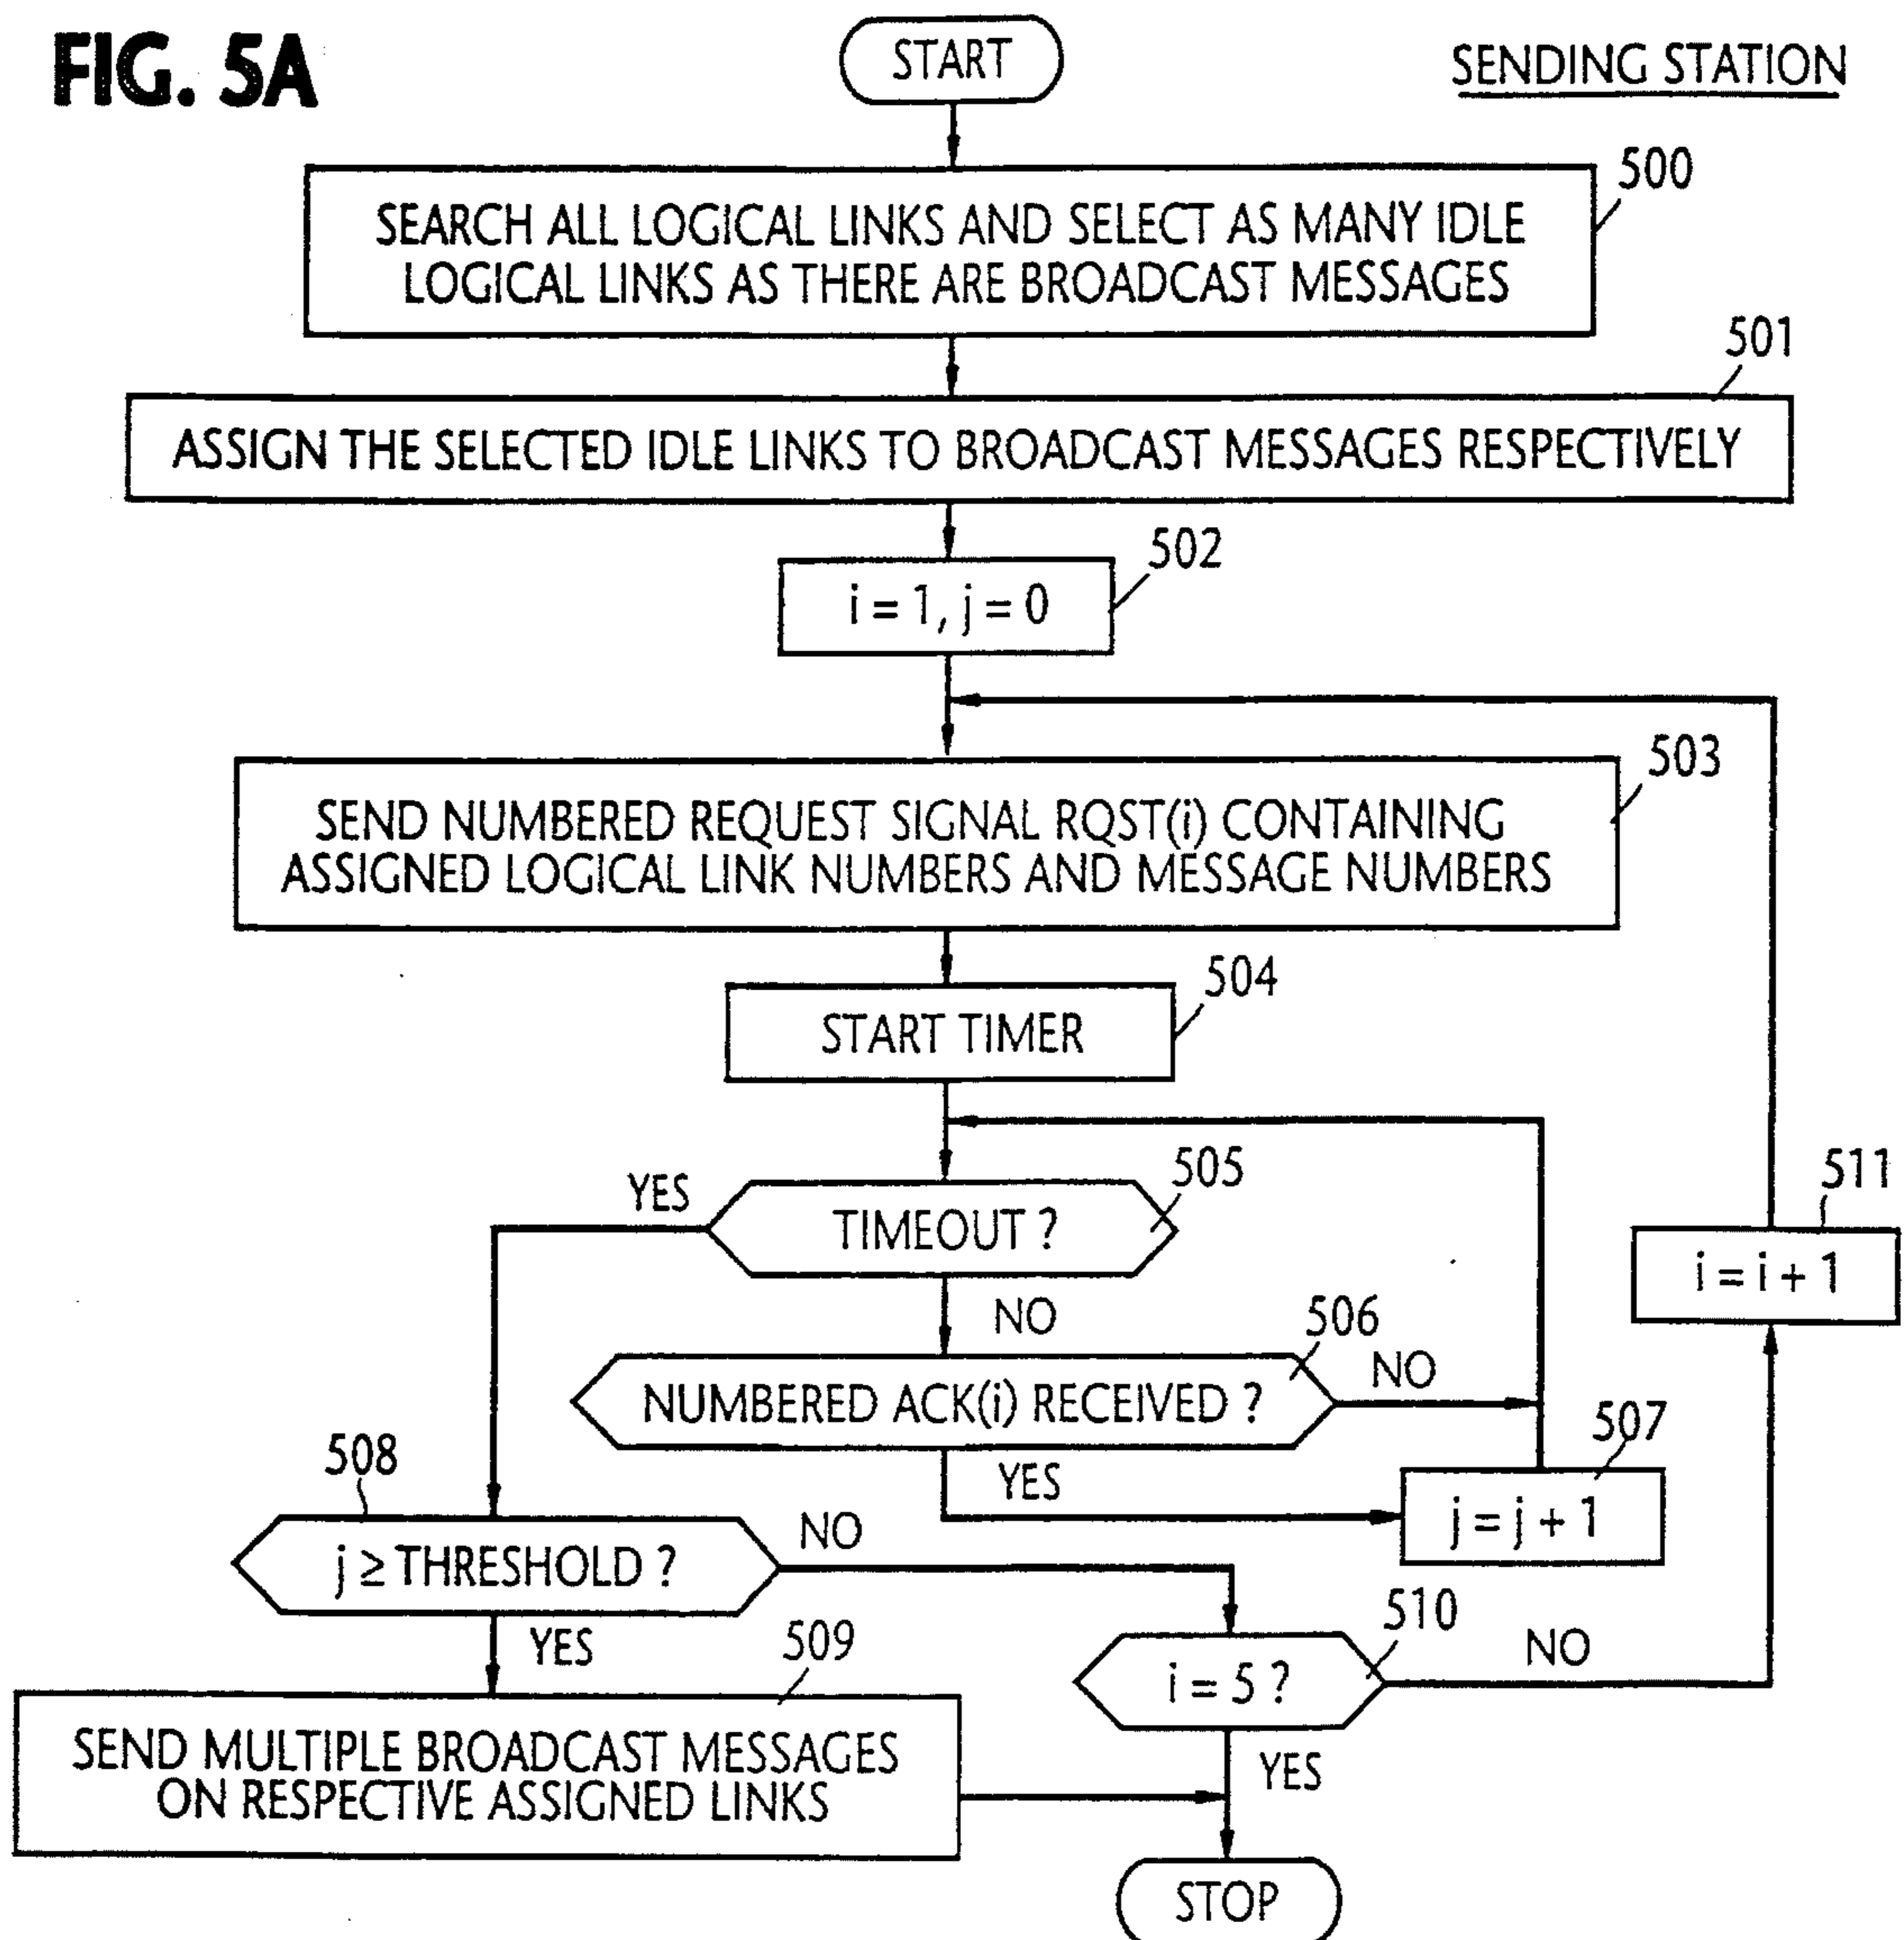 FIG. 5A
START
SENDING STATION
500
SEARCH ALL LOGICAL LINKS AND SELECT AS MANY IDLE
LOGICAL LINKS AS THERE ARE BROADCAST MESSAGES
501
ASSIGN THE SELECTED IDLE LINKS TO BROADCAST MESSAGES RESPECTIVELY
502
i = 1, j = 0
503
SEND NUMBERED REQUEST SIGNAL RQST(i) CONTAINING
ASSIGNED LOGICAL LINK NUMBERS AND MESSAGE NUMBERS
504
START TIMER
505
YES
TIMEOUT ?
511
i = i + 1
NO
506
NUMBERED ACK(i) RECEIVED ?
NO
507
YES
j = j + 1
508
j ≥ THRESHOLD ?
NO
510
YES
509
i = 5 ?
NO
SEND MULTIPLE BROADCAST MESSAGES
ON RESPECTIVE ASSIGNED LINKS
YES
STOP